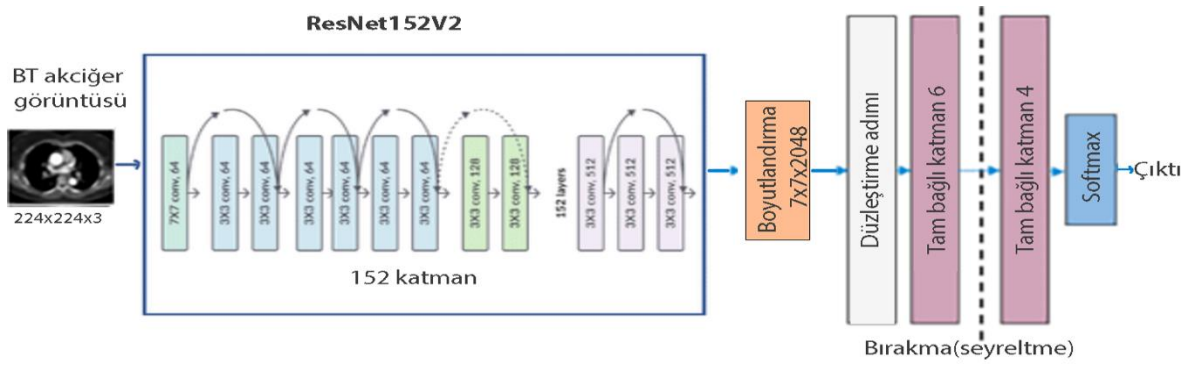 ResNet152V2
BT akciğer
görüntüsü
224x224x3
7X7 conv, 64
3X3 conv, 64
3X3 conv, 64
3X3 conv, 64
3X3 conv, 64
3X3 conv, 64
3X3 conv, 64
3X3 conv, 128
3X3 conv, 128
152 layers
3X3 conv, 512
3X3 conv, 512
3X3 conv, 512
152 katman
Boyutlandırma
7x7x2048
Düzleştirme adımı
Tam bağlı katman 6
Tam bağlı katman 4
Softmax
Çıktı
Bırakma(seyreltme)